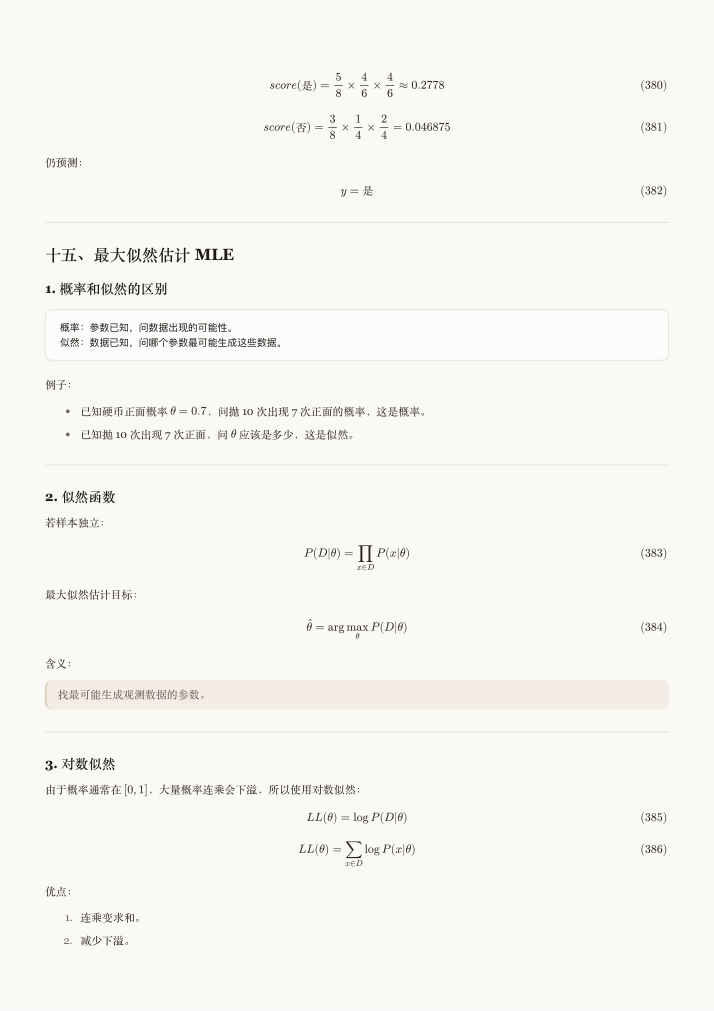 score(是) = 5/8 × 4/6 × 4/6 ≈ 0.2778 (380)
score(否) = 3/8 × 1/4 × 2/4 = 0.046875 (381)
仍预测：
y = 是 (382)
十五、最大似然估计 MLE
1. 概率和似然的区别
概率：参数已知，问数据出现的可能性。
似然：数据已知，问哪个参数最可能生成这些数据。
例子：
• 已知硬币正面概率 θ = 0.7，问抛 10 次出现 7 次正面的概率，这是概率。
• 已知抛 10 次出现 7 次正面，问 θ 应该是多少，这是似然。
2. 似然函数
若样本独立：
P(D|θ) = ∏_{x∈D} P(x|θ) (383)
最大似然估计目标：
θ̂ = arg max_θ P(D|θ) (384)
含义：
找最可能生成观测数据的参数。
3. 对数似然
由于概率通常在 [0, 1]，大量概率连乘会下溢，所以使用对数似然：
LL(θ) = log P(D|θ) (385)
LL(θ) = ∑_{x∈D} log P(x|θ) (386)
优点：
1. 连乘变求和。
2. 减少下溢。